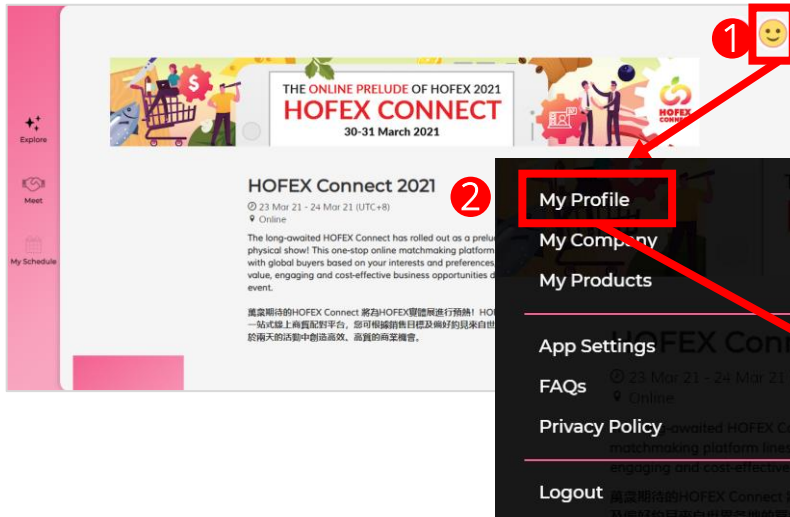 1
THE ONLINE PRELUDE OF HOFEX 2021
HOFEX CONNECT
30-31 March 2021
HOFEX
CONNECT
Explore
Meet
My Schedule
HOFEX Connect 2021
23 Mar 21 - 24 Mar 21 (UTC+8)
Online
The long-awaited HOFEX Connect has rolled out as a prelu
physical show! This one-stop online matchmaking platform
with global buyers based on your interests and preferences,
value, engaging and cost-effective business opportunities d
event.
萬眾期待的HOFEX Connect 將為HOFEX實體展進行預熱！HO
一站式線上商貿配對平台，您可根據銷售目標及偏好約見來自世
於兩天的活動中創造高效、高質的商業機會。
2
My Profile
My Company
My Products
App Settings
FAQs
Privacy Policy
Logout
HOFEX Conn
23 Mar 21 - 24 Mar 21
Online
-awaited HOFEX C
matchmaking platform lines
engaging and cost-effective
萬眾期待的HOFEX Connect